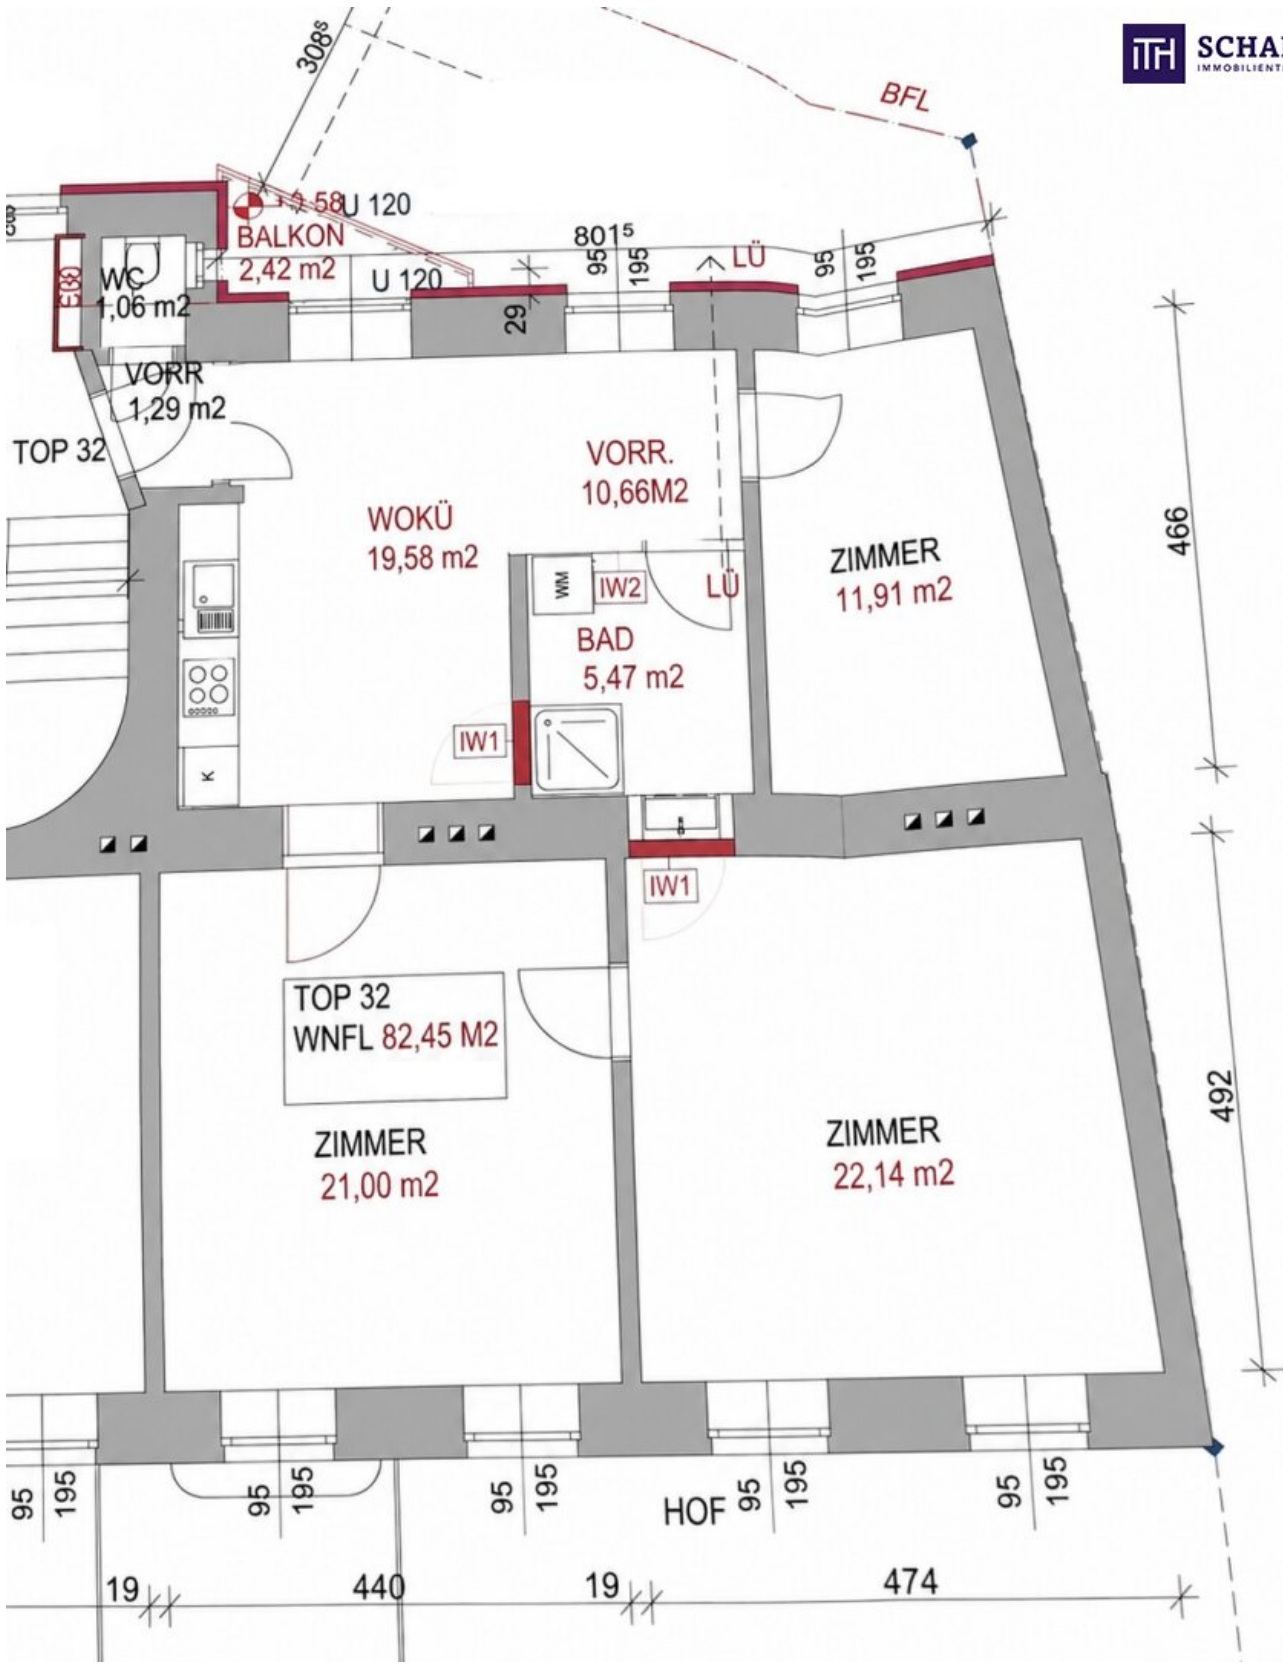 SCHA
IMMOBILIENT
308⁵
BFL
U 120
BALKON
2,42 m2
U 120
801⁵
95
195
LÜ
95
195
29
WC
1,06 m2
VORR
1,29 m2
TOP 32
VORR.
10,66M2
WOKÜ
19,58 m2
466
ZIMMER
11,91 m2
WM
IW2
LÜ
BAD
5,47 m2
IW1
K
IW1
TOP 32
WNFL 82,45 M2
492
ZIMMER
21,00 m2
ZIMMER
22,14 m2
95
195
95
195
95
195
95
195
95
195
HOF
19
440
19
474